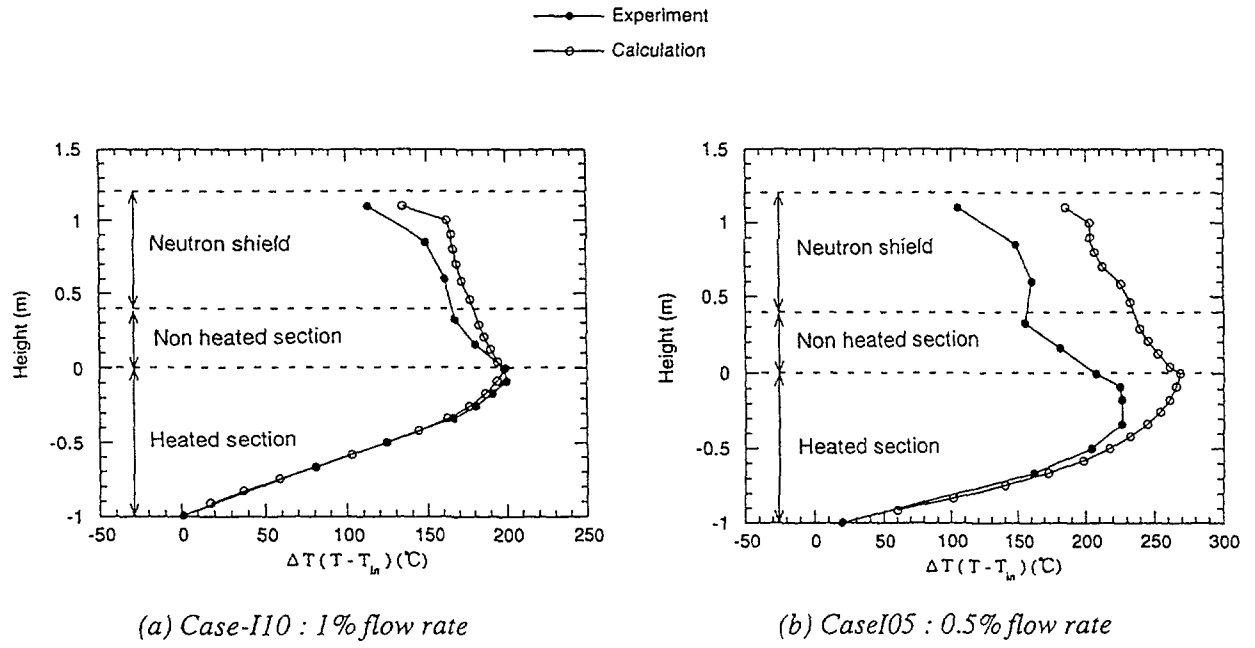 Experiment
Calculation
1.5
1
0.5
0
-0.5
-1
Height (m)
Neutron shield
Non heated section
Heated section
-50 0 50 100 150 200 250
ΔT (T - Tin) (℃)
(a) Case-I10 : 1% flow rate
1.5
1
0.5
0
-0.5
-1
Height (m)
Neutron shield
Non heated section
Heated section
-50 0 50 100 150 200 250 300
ΔT (T - Tin) (℃)
(b) CaseI05 : 0.5% flow rate